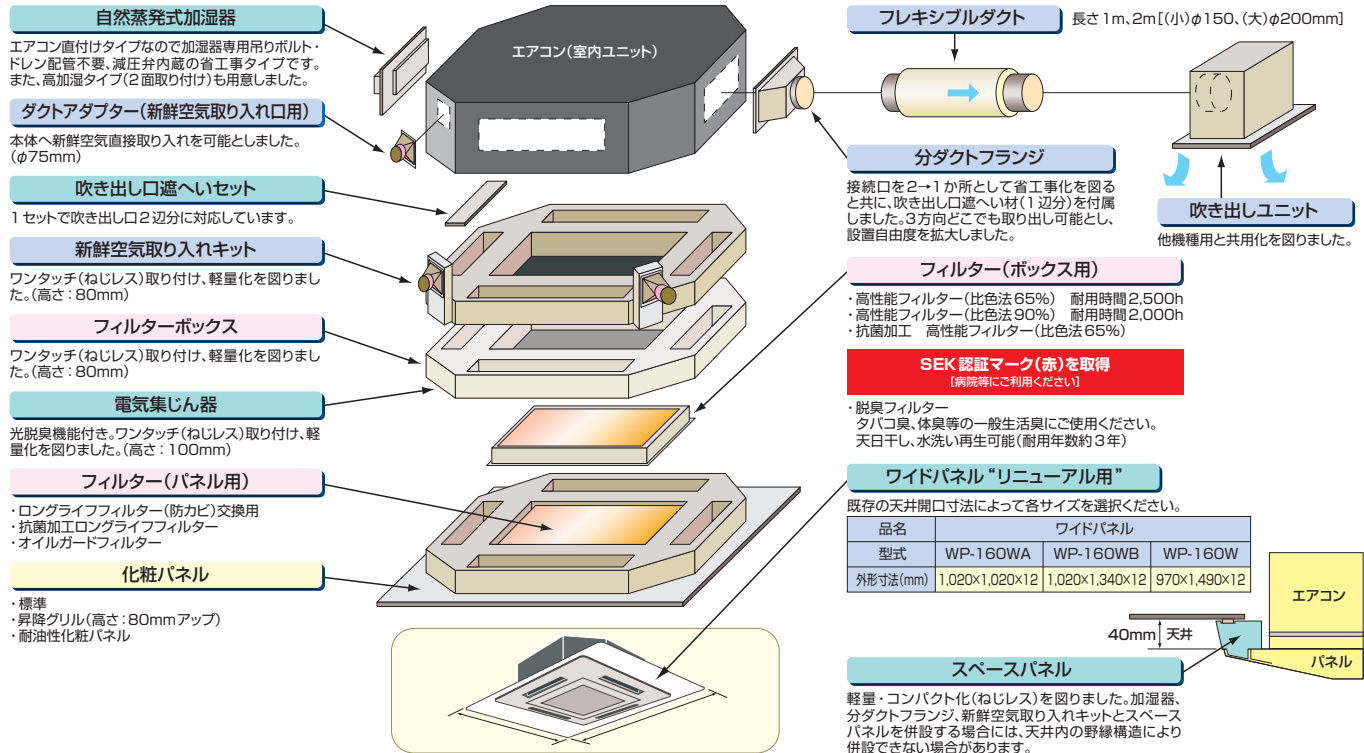 自然蒸発式加湿器
エアコン直付けタイプなので加湿器専用吊りボルト・
ドレン配管不要、減圧弁内蔵の省工事タイプです。
また、高加湿タイプ(2面取り付け)も用意しました。
ダクトアダプター(新鮮空気取り入れ口用)
本体へ新鮮空気直接取り入れを可能としました。
(φ75mm)
吹き出し口遮へいセット
1セットで吹き出し口2辺分に対応しています。
新鮮空気取り入れキット
ワンタッチ(ねじレス)取り付け、軽量化を図りまし
た。(高さ:80mm)
フィルターボックス
ワンタッチ(ねじレス)取り付け、軽量化を図りまし
た。(高さ:80mm)
電気集じん器
光脱臭機能付き。ワンタッチ(ねじレス)取り付け、軽
量化を図りました。(高さ:100mm)
フィルター(パネル用)
・ロングライフフィルター(防カビ)交換用
・抗菌加工ロングライフフィルター
・オイルガードフィルター
化粧パネル
・標準
・昇降グリル(高さ:80mmアップ)
・耐油性化粧パネル
エアコン(室内ユニット)
フレキシブルダクト 長さ1m、2m[(小)φ150、(大)φ200mm]
分ダクトフランジ
接続口を2→1か所として省工事化を図る
と共に、吹き出し口遮へい材(1辺分)を付属
しました。3方向どこでも取り出し可能とし、
設置自由度を拡大しました。
吹き出しユニット
他機種用と共用化を図りました。
フィルター(ボックス用)
・高性能フィルター(比色法65%) 耐用時間2,500h
・高性能フィルター(比色法90%) 耐用時間2,000h
・抗菌加工 高性能フィルター(比色法65%)
SEK認証マーク(赤)を取得
[病院等にご利用ください]
・脱臭フィルター
タバコ臭、体臭等の一般生活臭にご使用ください。
天日干し、水洗い再生可能(耐用年数約3年)
ワイドパネル“リニューアル用”
既存の天井開口寸法によって各サイズを選択ください。
品名 ワイドパネル
型式 WP-160WA WP-160WB WP-160W
外形寸法(mm) 1,020×1,020×12 1,020×1,340×12 970×1,490×12
エアコン
40mm 天井
パネル
スペースパネル
軽量・コンパクト化(ねじレス)を図りました。加湿器、
分ダクトフランジ、新鮮空気取り入れキットとスペース
パネルを併設する場合には、天井内の野縁構造により
併設できない場合があります。